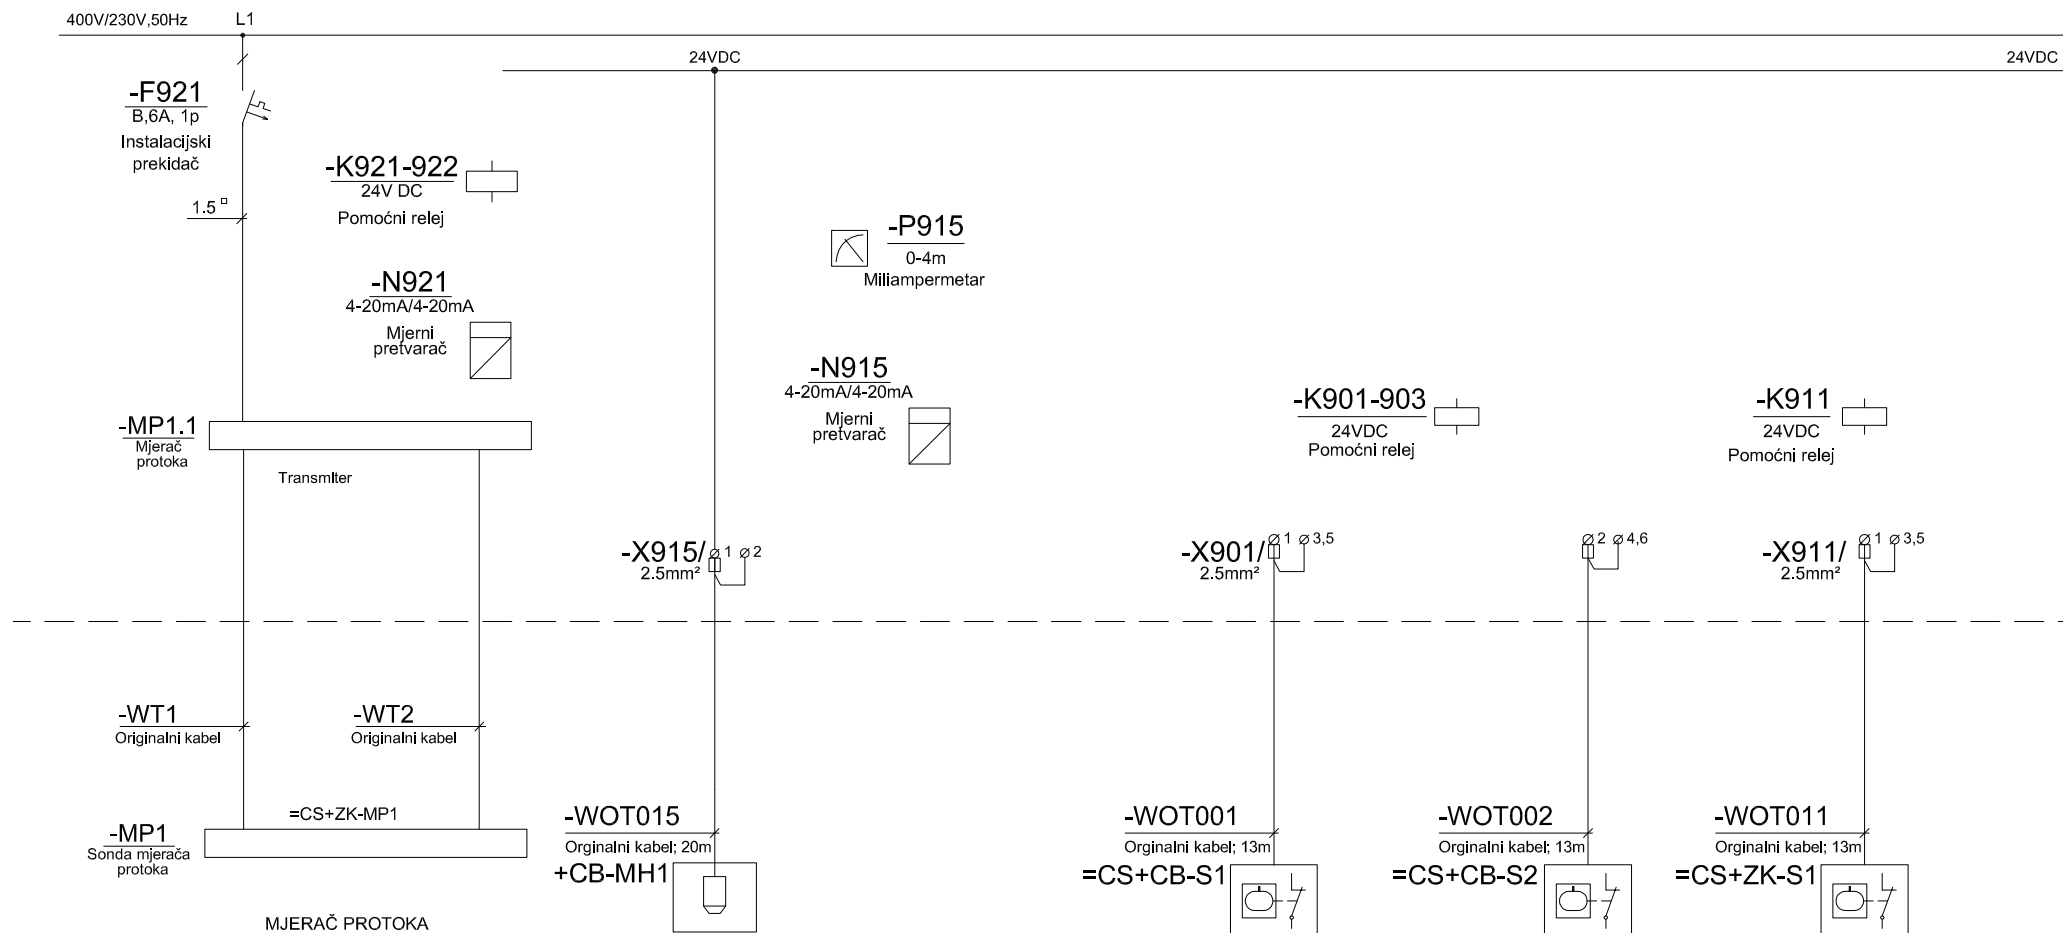 400V/230V,50Hz
L1
24VDC
24VDC
-F921
B,6A, 1p
Instalacijski
prekidač
1.5
-K921-922
24V DC
Pomoćni relej
-N921
4-20mA/4-20mA
Mjerni
pretvarač
-P915
0-4m
Miliampermetar
-N915
4-20mA/4-20mA
Mjerni
pretvarač
-K901-903
24VDC
Pomoćni relej
-K911
24VDC
Pomoćni relej
-MP1.1
Mjerač
protoka
Transmiter
-X915/ 1 2
2.5mm²
-X901/ 1 3,5
2.5mm²
2 4,6
-X911/ 1 3,5
2.5mm²
-WT1
Originalni kabel
-WT2
Originalni kabel
=CS+ZK-MP1
-MP1
Sonda mjerača
protoka
MJERAČ PROTOKA
-WOT015
Orginalni kabel; 20m
+CB-MH1
-WOT001
Orginalni kabel; 13m
=CS+CB-S1
-WOT002
Orginalni kabel; 13m
=CS+CB-S2
-WOT011
Orginalni kabel; 13m
=CS+ZK-S1